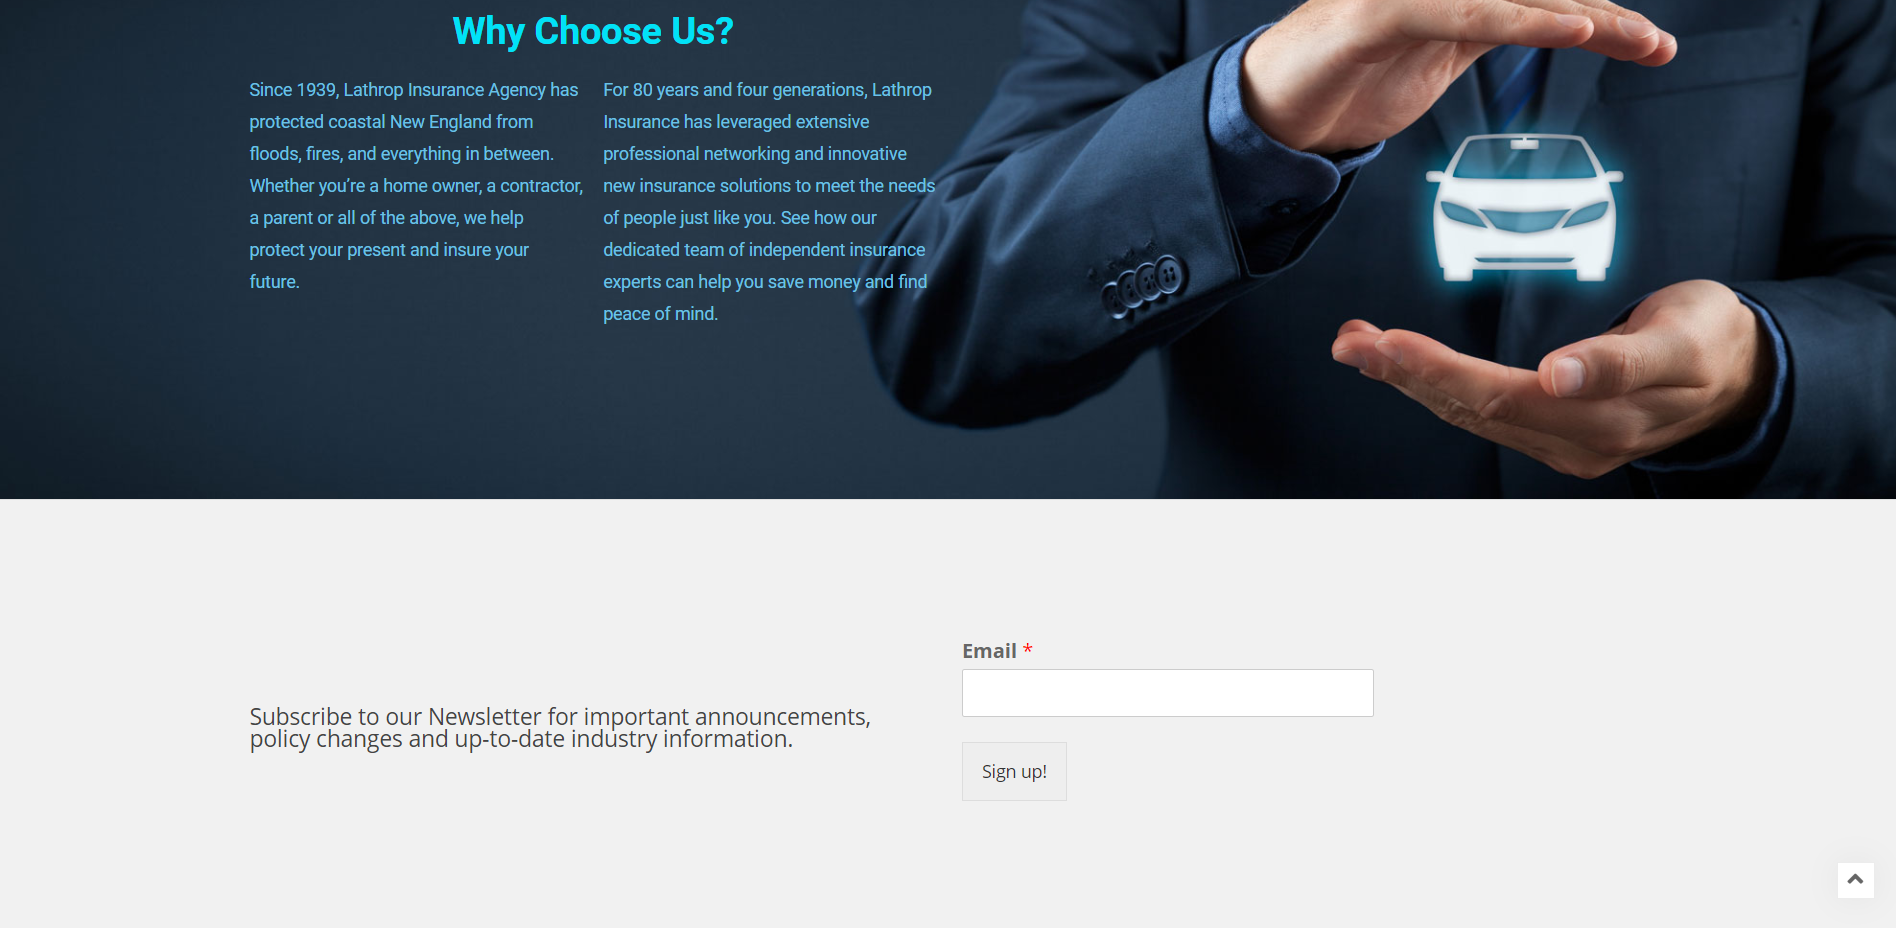 Why Choose Us?
Since 1939, Lathrop Insurance Agency has
protected coastal New England from
floods, fires, and everything in between.
Whether you’re a home owner, a contractor,
a parent or all of the above, we help
protect your present and insure your
future.
For 80 years and four generations, Lathrop
Insurance has leveraged extensive
professional networking and innovative
new insurance solutions to meet the needs
of people just like you. See how our
dedicated team of independent insurance
experts can help you save money and find
peace of mind.
Subscribe to our Newsletter for important announcements,
policy changes and up-to-date industry information.
Email *
Sign up!